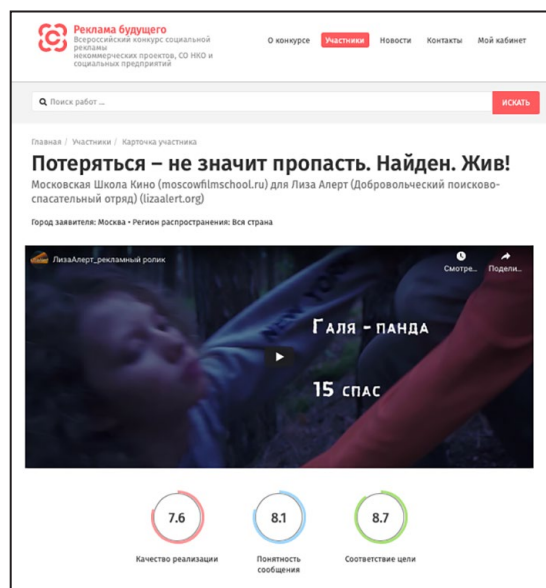 Реклама будущего
Всероссийский конкурс социальной
рекламы
некоммерческих проектов, СО НКО и
социальных предприятий
О конкурсе Участники Новости Контакты Мой кабинет
Поиск работ ... ИСКАТЬ
Главная / Участники / Карточка участника
Потеряться – не значит пропасть. Найден. Жив!
Московская Школа Кино (moscowfilmschool.ru) для Лиза Алерт (Добровольческий поисково-
спасательный отряд) (lizaalert.org)
Город заявителя: Москва • Регион распространения: Вся страна
ЛизаАлерт_рекламный ролик
Смотре... Подели...
NEW YORK
Галя - панда
15 спас
7.6 8.1 8.7
Качество реализации Понятность Соответствие цели
сообщения